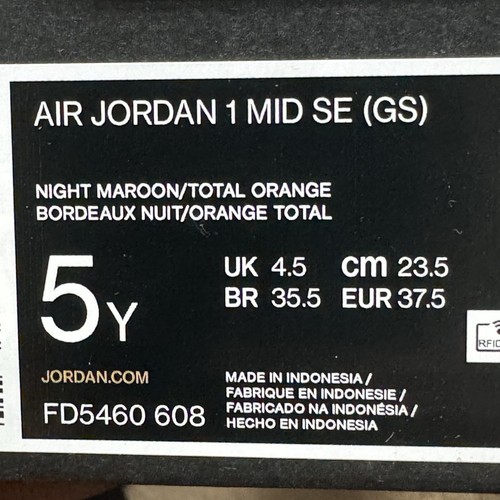 AIR JORDAN 1 MID SE (GS)
NIGHT MAROON/TOTAL ORANGE
BORDEAUX NUIT/ORANGE TOTAL
5Y
UK 4.5 cm 23.5
BR 35.5 EUR 37.5
RFID
JORDAN.COM
FD5460 608
MADE IN INDONESIA /
FABRIQUE EN INDONESIE /
FABRICADO NA INDONÉSIA /
HECHO EN INDONESIA